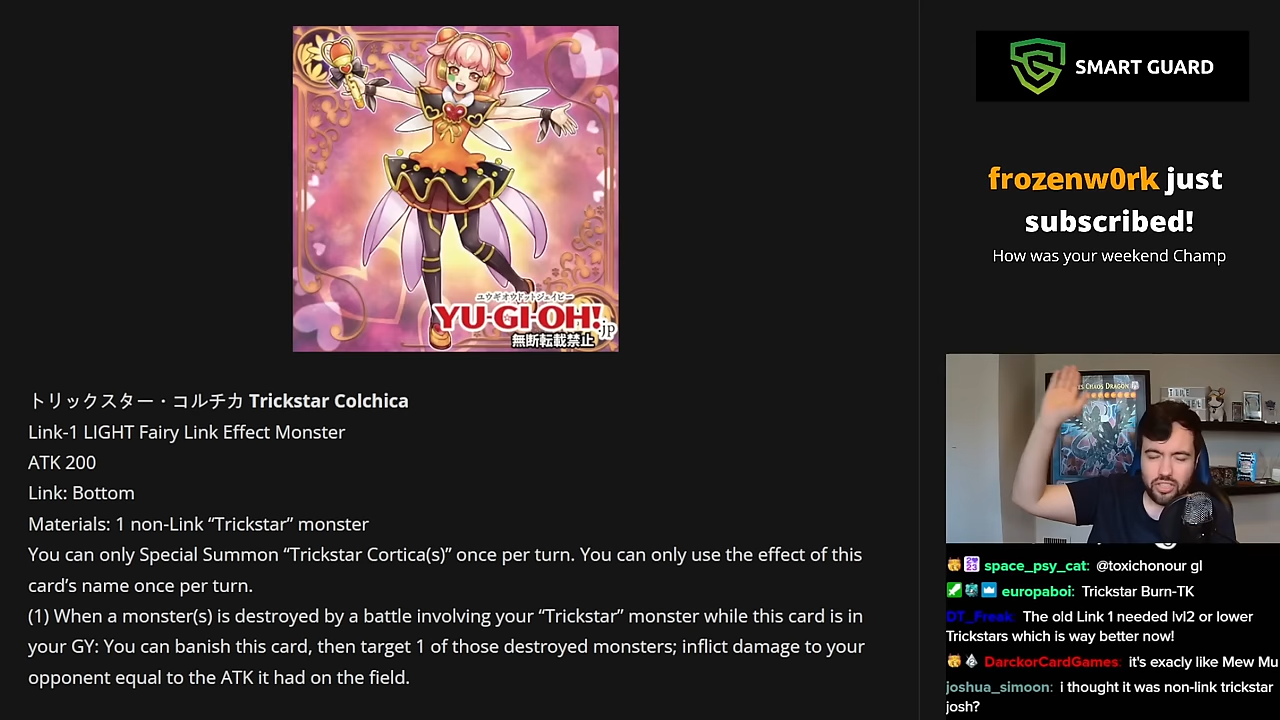 ユウギオウドットジェイピー
YU-GI-OH!.jp
無断転載禁止
トリックスター・コルチカ Trickstar Colchica
Link-1 LIGHT Fairy Link Effect Monster
ATK 200
Link: Bottom
Materials: 1 non-Link “Trickstar” monster
You can only Special Summon “Trickstar Cortica(s)” once per turn. You can only use the effect of this
card’s name once per turn.
(1) When a monster(s) is destroyed by a battle involving your “Trickstar” monster while this card is in
your GY: You can banish this card, then target 1 of those destroyed monsters; inflict damage to your
opponent equal to the ATK it had on the field.
SMART GUARD
frozenw0rk just
subscribed!
How was your weekend Champ
CHAOS DRAGON
space_psy_cat: @toxichonour gl
europaboi: Trickstar Burn-TK
DT_Freak: The old Link 1 needed lvl2 or lower
Trickstars which is way better now!
DarckorCardGames: it's exacly like Mew Mu
joshua_simoon: i thought it was non-link trickstar
josh?